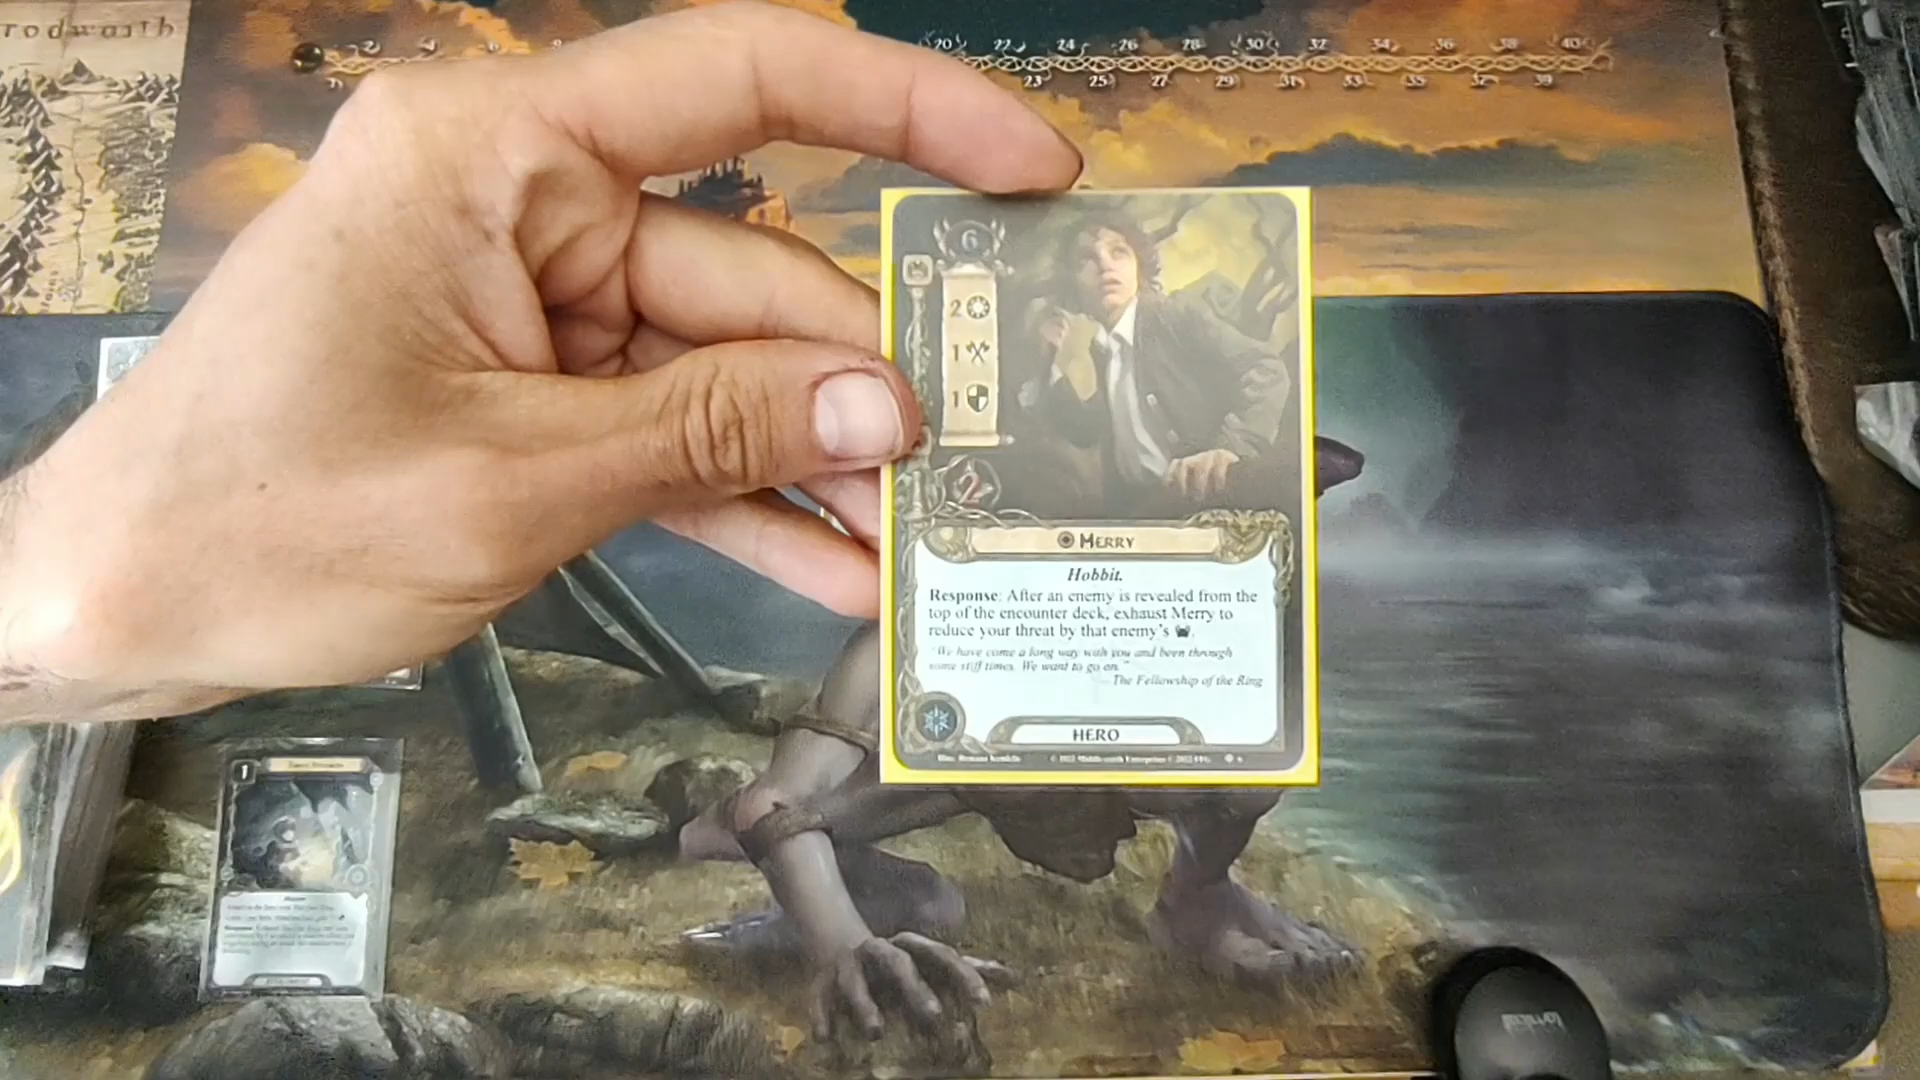 rodwaith
20 22 24 26 28 30 32 34 36 38 40
23 25 27 29 31 33 35 37 39
6
2
1
1
2
MERRY
Hobbit.
Response: After an enemy is revealed from the
top of the encounter deck, exhaust Merry to
reduce your threat by that enemy's
"We have come a long way with you and been through
some stiff times. We want to go on."
—The Fellowship of the Ring
HERO
1